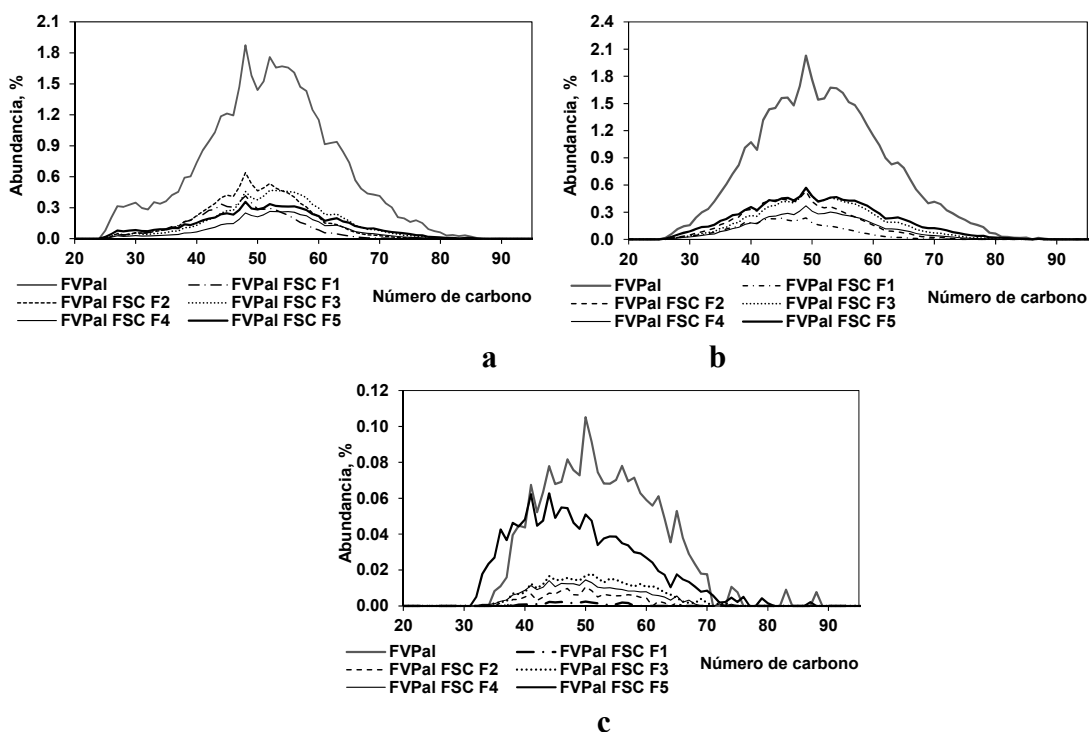 Abundancia, %
2.1
1.8
1.5
1.2
0.9
0.6
0.3
0.0
20 30 40 50 60 70 80 90
Número de carbono
FVPal FVPal FSC F1
FVPal FSC F2 FVPal FSC F3
FVPal FSC F4 FVPal FSC F5
a
Abundancia, %
2.4
2.1
1.8
1.5
1.2
0.9
0.6
0.3
0.0
20 30 40 50 60 70 80 90
Número de carbono
FVPal FVPal FSC F1
FVPal FSC F2 FVPal FSC F3
FVPal FSC F4 FVPal FSC F5
b
Abundancia, %
0.12
0.10
0.08
0.06
0.04
0.02
0.00
20 30 40 50 60 70 80 90
Número de carbono
FVPal FVPal FSC F1
FVPal FSC F2 FVPal FSC F3
FVPal FSC F4 FVPal FSC F5
c